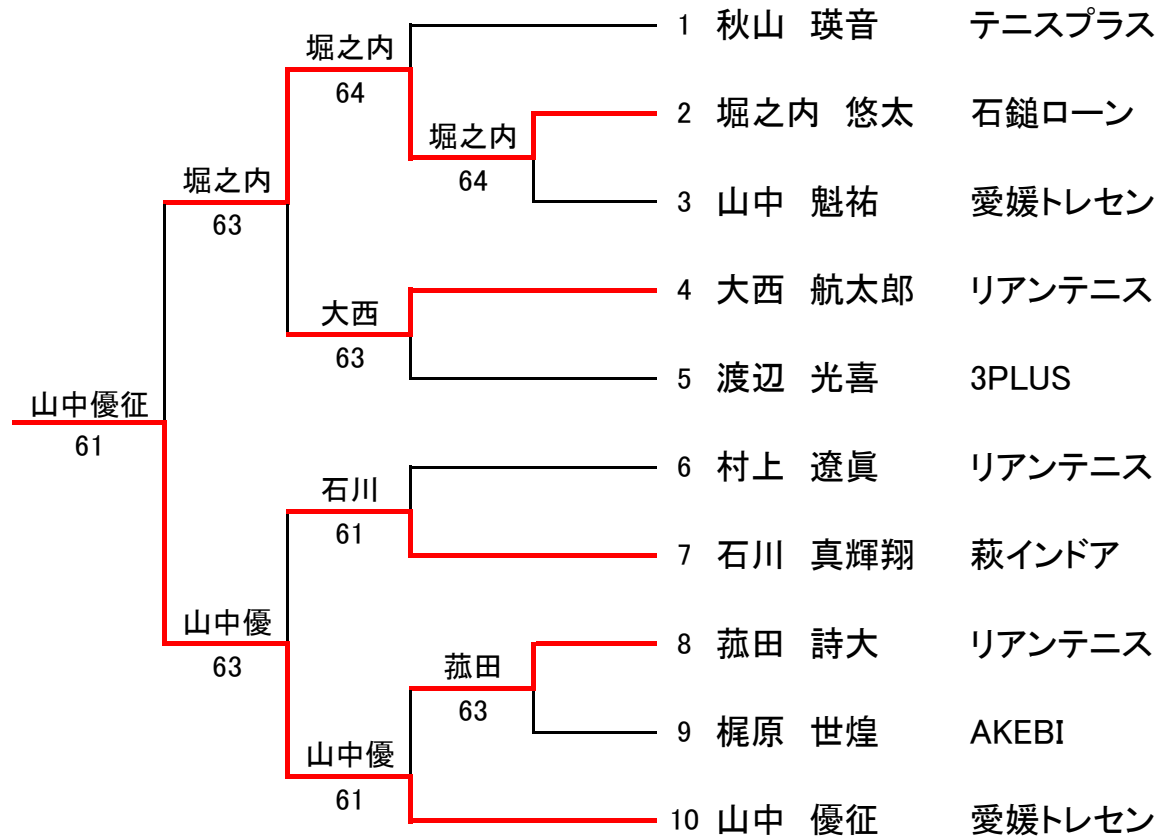 1 秋山 瑛音 テニスプラス
堀之内
64
2 堀之内 悠太 石鎚ローン
堀之内
64
3 山中 魁祐 愛媛トレセン
堀之内
63
4 大西 航太郎 リアンテニス
大西
63
5 渡辺 光喜 3PLUS
山中優征
61
6 村上 遼眞 リアンテニス
石川
61
7 石川 真輝翔 萩インドア
山中優
63
8 菰田 詩大 リアンテニス
菰田
63
9 梶原 世煌 AKEBI
山中優
61
10 山中 優征 愛媛トレセン